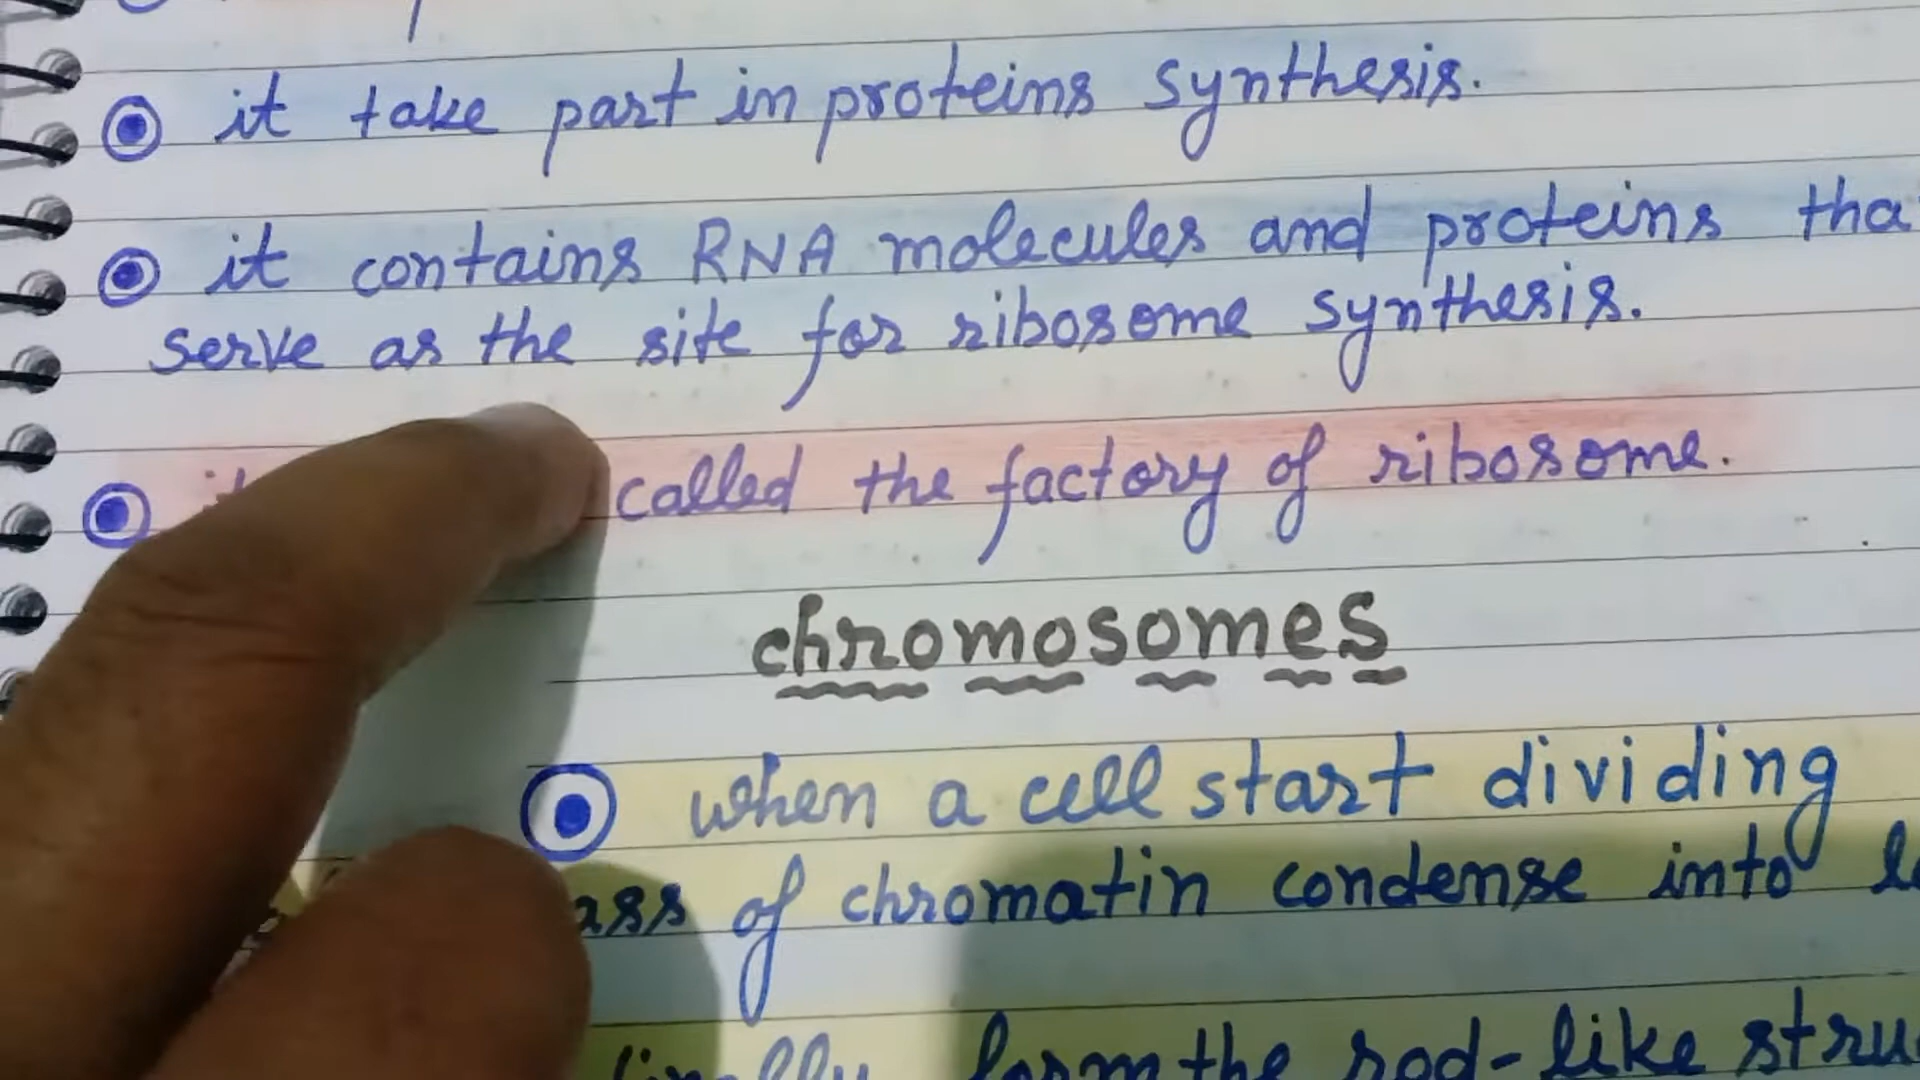 it take part in proteins synthesis.
it contains RNA molecules and proteins tha
serve as the site for ribosome synthesis.
called the factory of ribosome.
chromosomes
when a cell start dividing
of chromatin condense into
form the rod-like stru